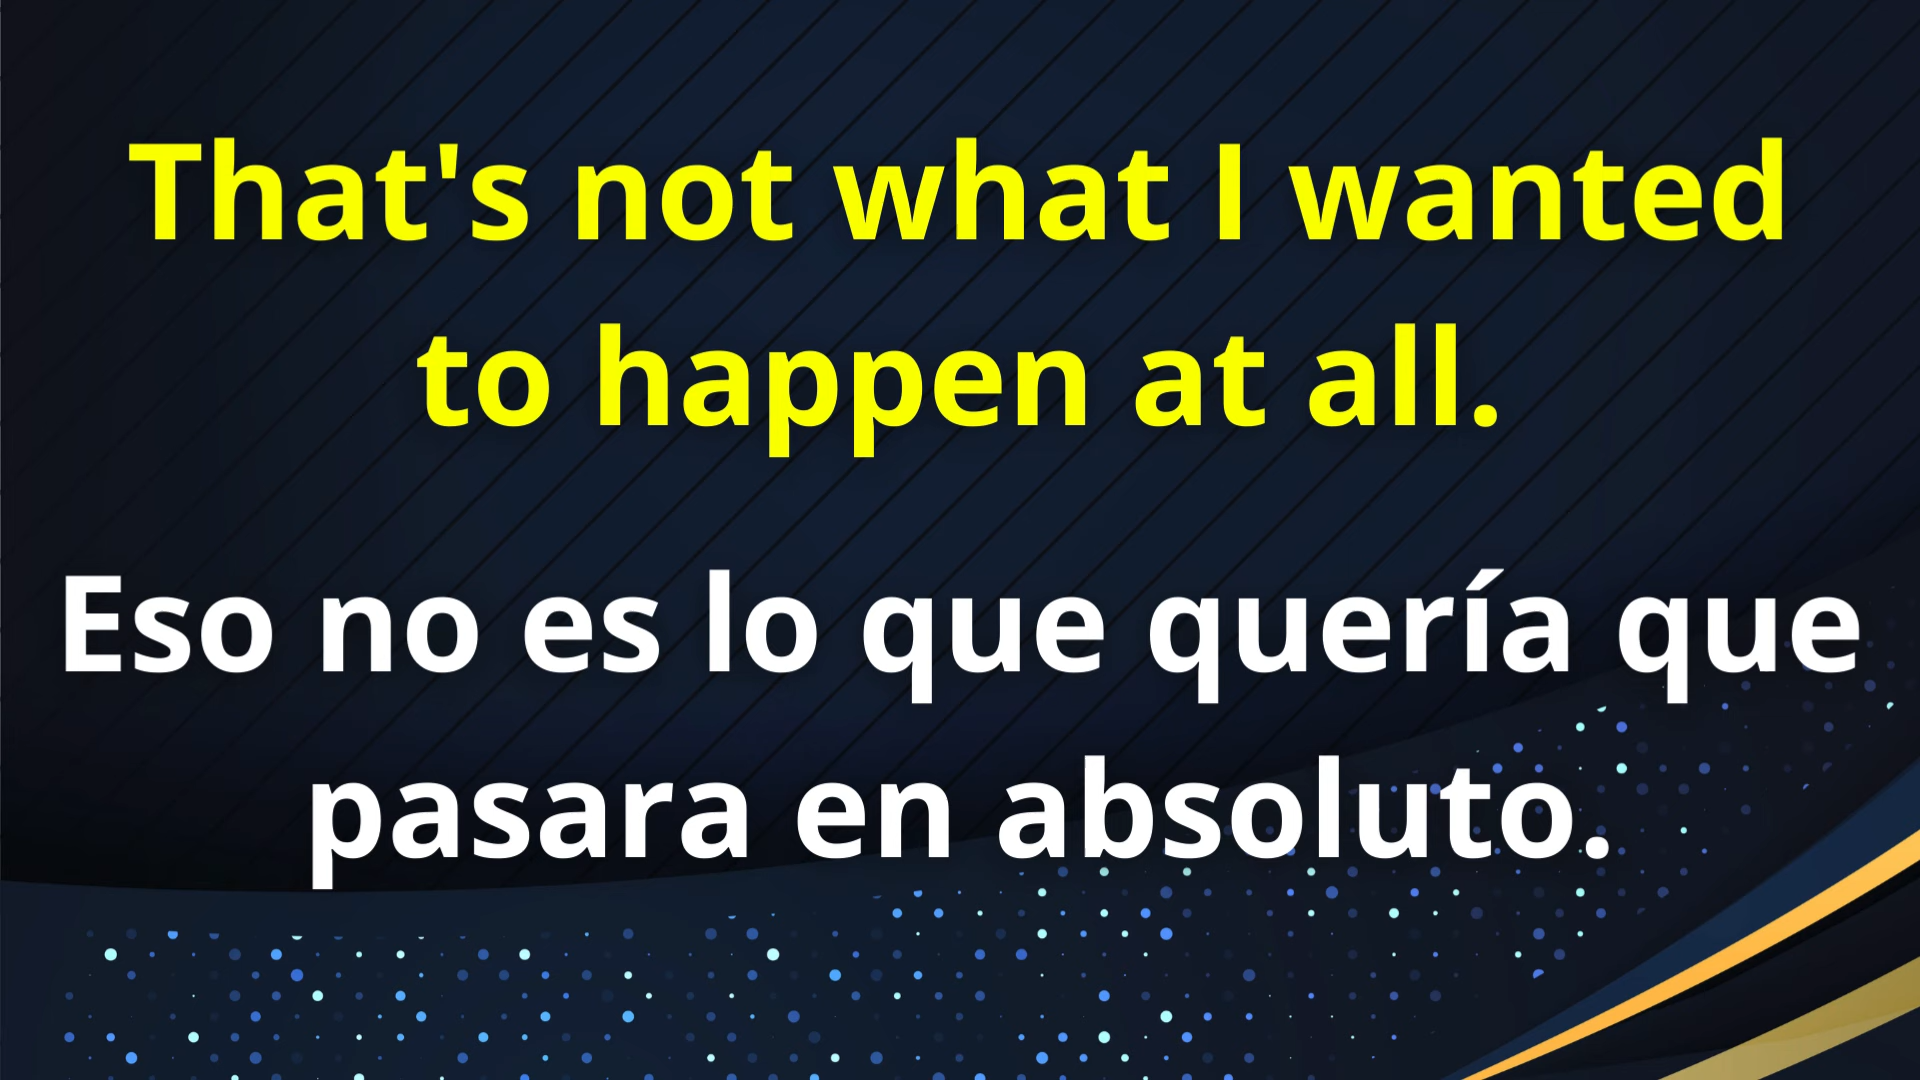 That's not what I wanted
to happen at all.
Eso no es lo que quería que
pasara en absoluto.